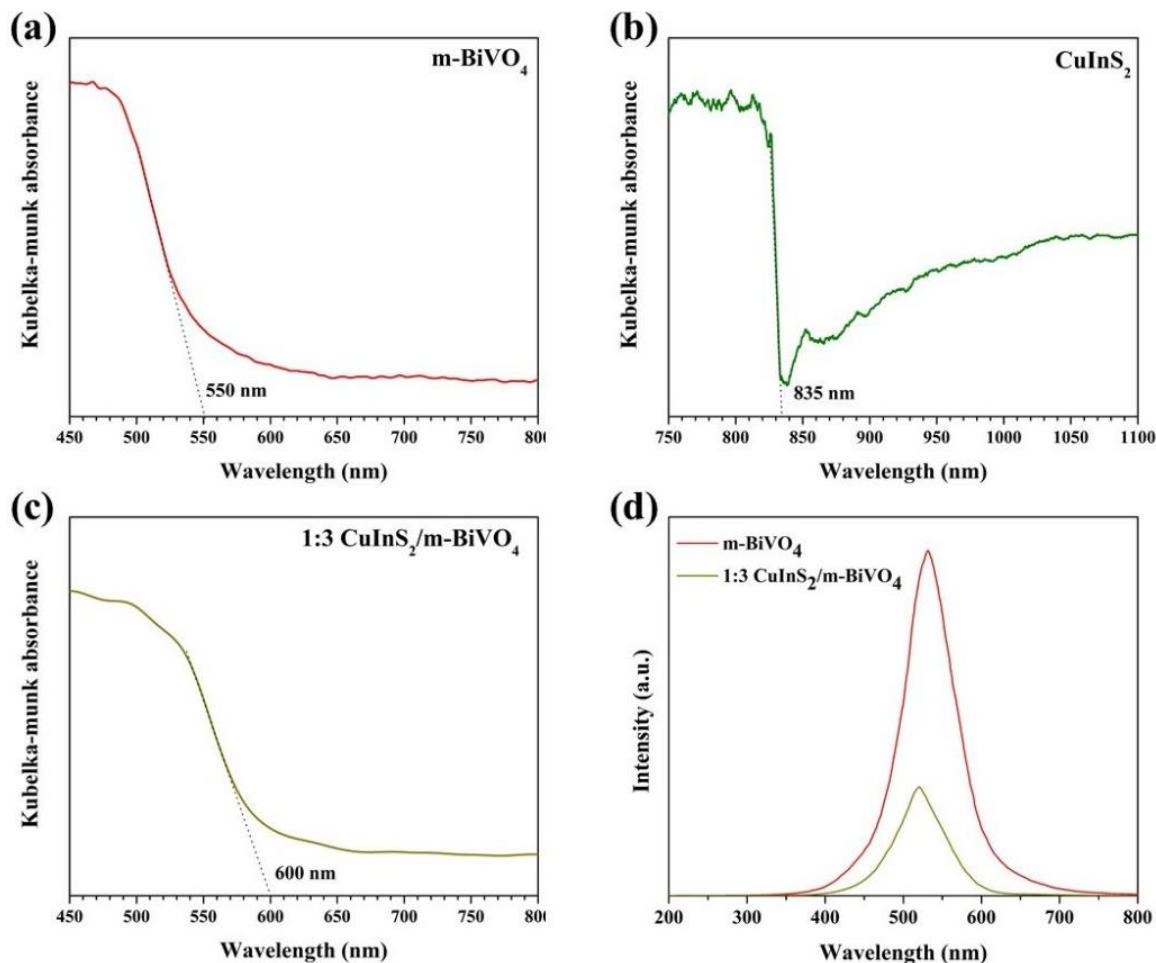 (a)
m-BiVO₄
Kubelka-munk absorbance
550 nm
450 500 550 600 650 700 750 800
Wavelength (nm)
(b)
CuInS₂
Kubelka-munk absorbance
835 nm
750 800 850 900 950 1000 1050 1100
Wavelength (nm)
(c)
1:3 CuInS₂/m-BiVO₄
Kubelka-munk absorbance
600 nm
450 500 550 600 650 700 750 800
Wavelength (nm)
(d)
m-BiVO₄
1:3 CuInS₂/m-BiVO₄
Intensity (a.u.)
200 300 400 500 600 700 800
Wavelength (nm)